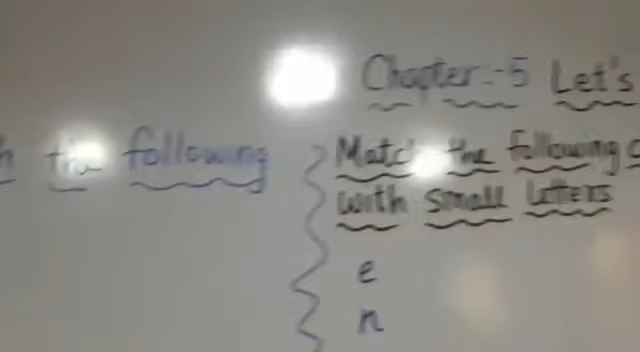 Chapter:-5 Let's
the following
Match the following
with small letters
e
n